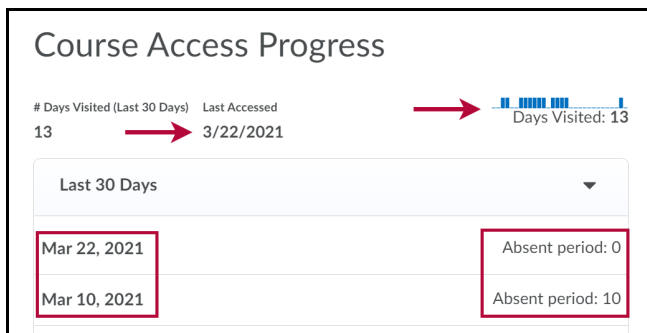 Course Access Progress
# Days Visited (Last 30 Days) Last Accessed
13 3/22/2021
Days Visited: 13
Last 30 Days
Mar 22, 2021 Absent period: 0
Mar 10, 2021 Absent period: 10